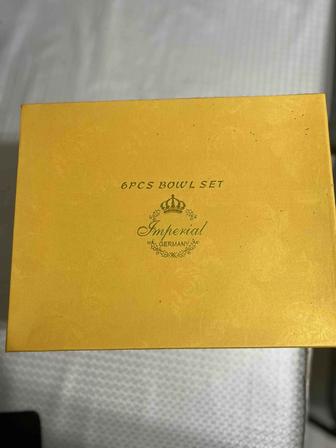 6PCS BOWL SET
Imperial
GERMANY